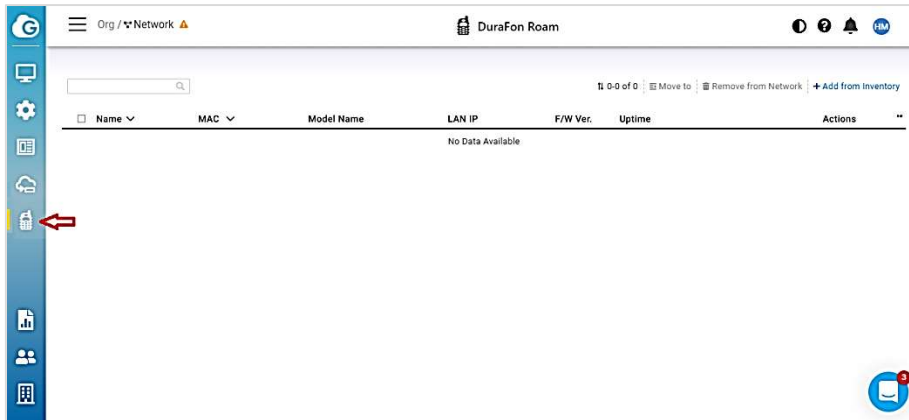 G
Org / Network
DuraFon Roam
HM
0-0 of 0 Move to Remove from Network + Add from Inventory
Name MAC Model Name LAN IP F/W Ver. Uptime Actions
No Data Available
3